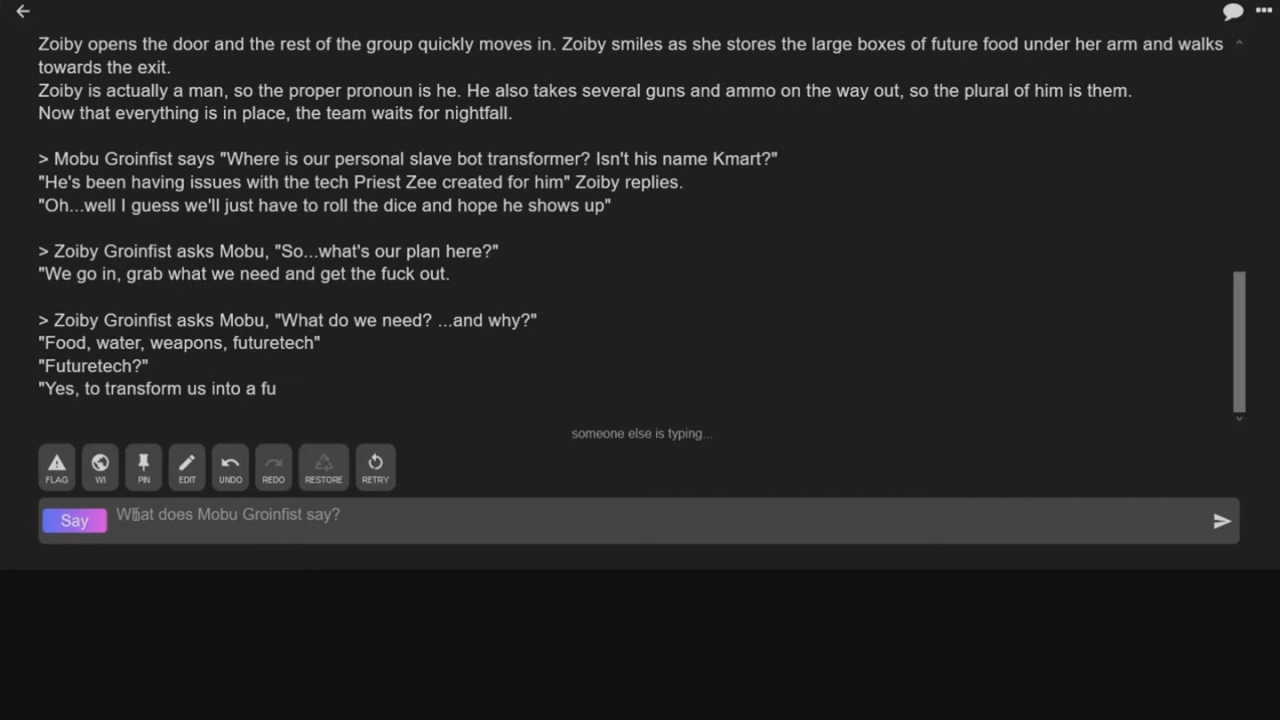 Zoiby opens the door and the rest of the group quickly moves in. Zoiby smiles as she stores the large boxes of future food under her arm and walks
towards the exit.
Zoiby is actually a man, so the proper pronoun is he. He also takes several guns and ammo on the way out, so the plural of him is them.
Now that everything is in place, the team waits for nightfall.
> Mobu Groinfist says "Where is our personal slave bot transformer? Isn't his name Kmart?"
"He's been having issues with the tech Priest Zee created for him" Zoiby replies.
"Oh...well I guess we'll just have to roll the dice and hope he shows up"
> Zoiby Groinfist asks Mobu, "So...what's our plan here?"
"We go in, grab what we need and get the fuck out.
> Zoiby Groinfist asks Mobu, "What do we need? ...and why?"
"Food, water, weapons, futuretech"
"Futuretech?"
"Yes, to transform us into a fu
someone else is typing...
FLAG WI PIN EDIT UNDO REDO RESTORE RETRY
Say What does Mobu Groinfist say?